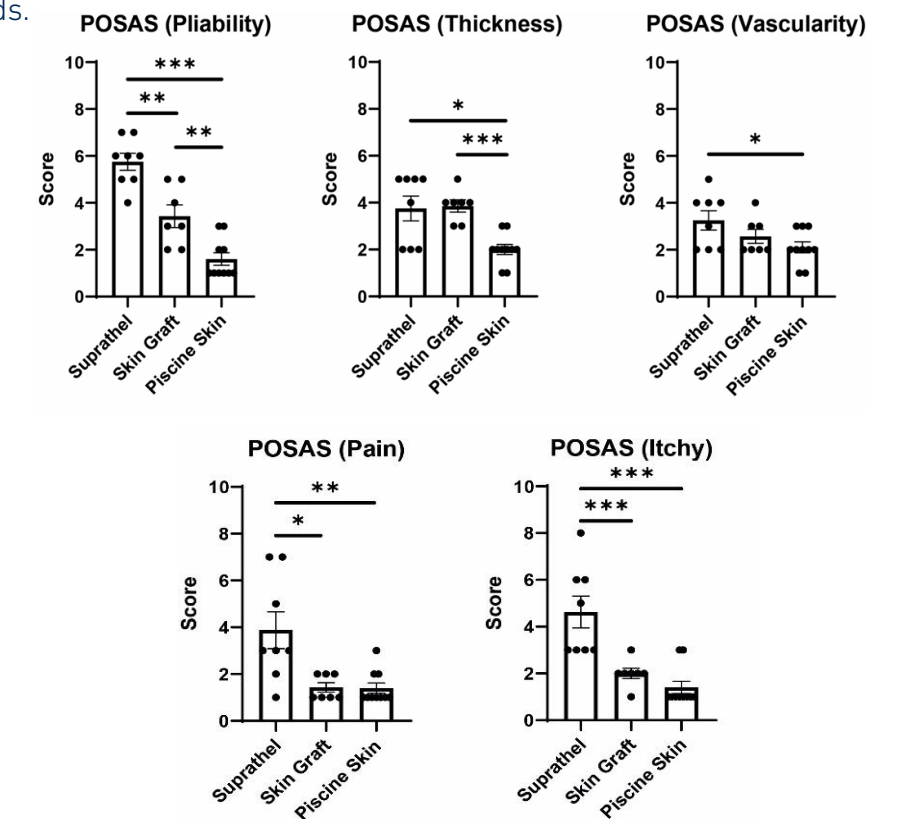 ds.
POSAS (Pliability)
POSAS (Thickness)
POSAS (Vascularity)
***
**
**
*
***
*
Score
10
8
6
4
2
0
Score
10
8
6
4
2
0
Score
10
8
6
4
2
0
Suprathel
Skin Graft
Piscine Skin
Suprathel
Skin Graft
Piscine Skin
Suprathel
Skin Graft
Piscine Skin
POSAS (Pain)
POSAS (Itchy)
**
*
***
***
Score
10
8
6
4
2
0
Score
10
8
6
4
2
0
Suprathel
Skin Graft
Piscine Skin
Suprathel
Skin Graft
Piscine Skin